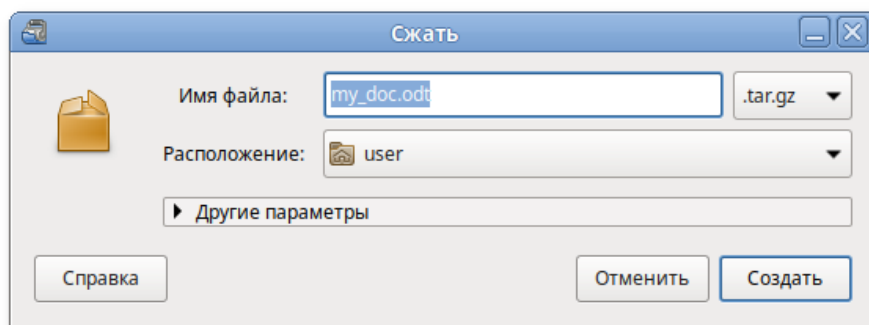 Сжать
Имя файла: my_doc.odt .tar.gz
Расположение: user
Другие параметры
Справка Отменить Создать